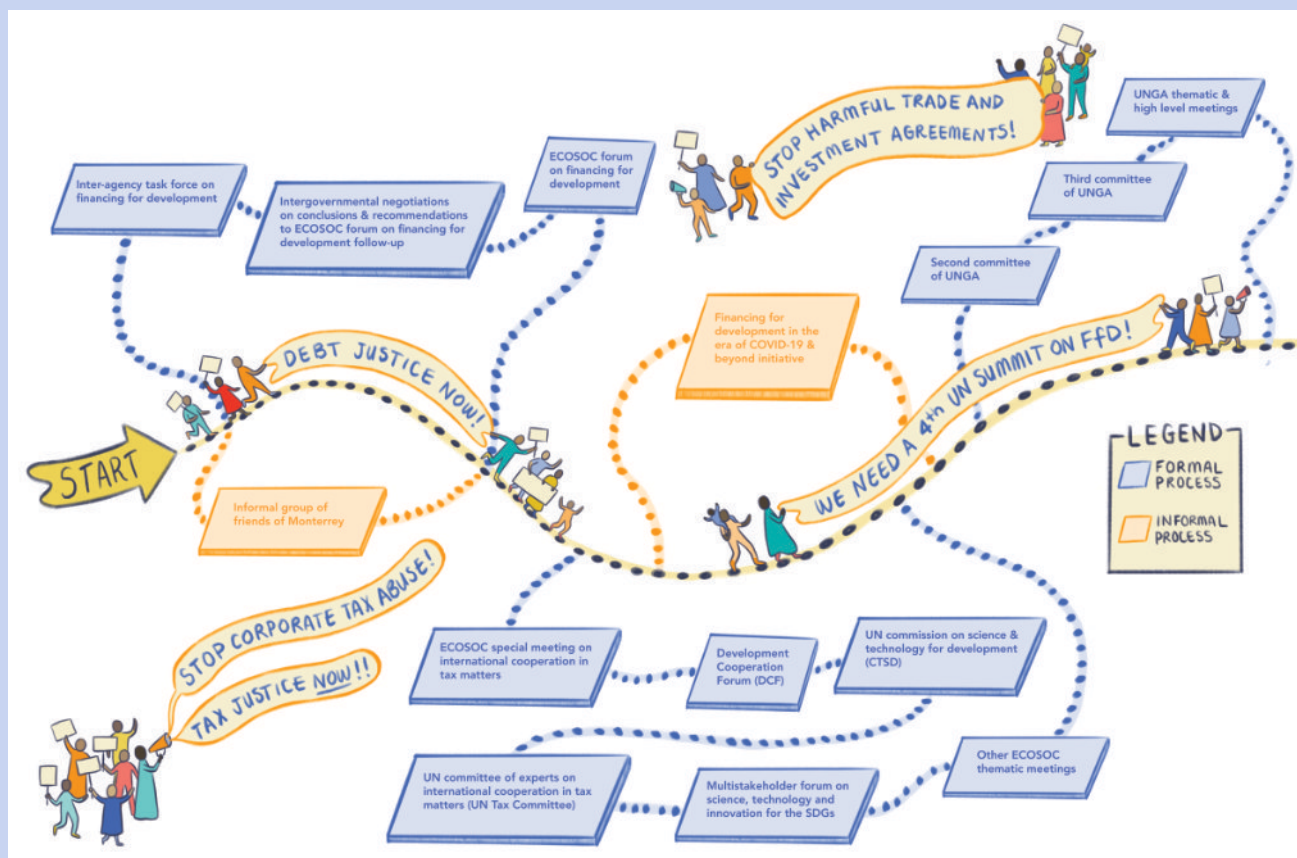 START
Inter-agency task force on
financing for development
Intergovernmental negotiations
on conclusions & recommendations
to ECOSOC forum on financing for
development follow-up
ECOSOC forum
on financing for
development
DEBT JUSTICE NOW!
Informal group of
friends of Monterrey
STOP HARMFUL TRADE AND
INVESTMENT AGREEMENTS!
UNGA thematic &
high level meetings
Third committee
of UNGA
Second committee
of UNGA
Financing for
development in the
era of COVID-19 &
beyond initiative
WE NEED A 4th UN SUMMIT ON FfD!
LEGEND
FORMAL
PROCESS
INFORMAL
PROCESS
STOP CORPORATE TAX ABUSE!
TAX JUSTICE NOW!!
ECOSOC special meeting on
international cooperation in
tax matters
Development
Cooperation
Forum (DCF)
UN commission on science &
technology for development
(CTSD)
UN committee of experts on
international cooperation in tax
matters (UN Tax Committee)
Multistakeholder forum on
science, technology and
innovation for the SDGs
Other ECOSOC
thematic meetings